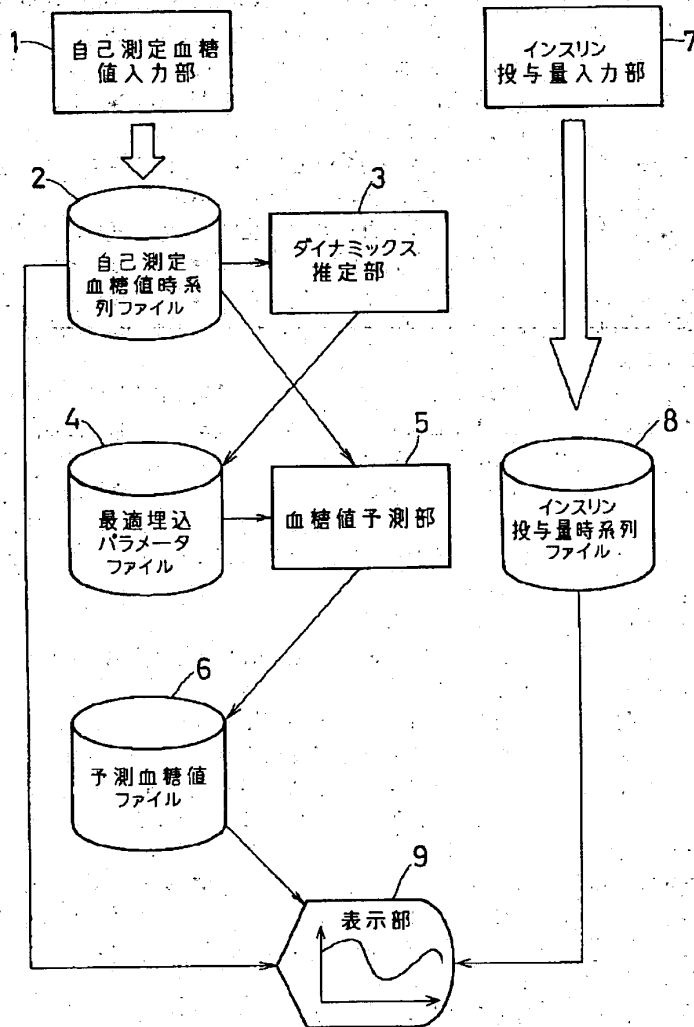 1
自己測定血糖
値入力部
7
インスリン
投与量入力部
2
自己測定
血糖値時系
列ファイル
3
ダイナミックス
推定部
4
最適埋込
パラメータ
ファイル
5
血糖値予測部
8
インスリン
投与量時系列
ファイル
6
予測血糖値
ファイル
9
表示部